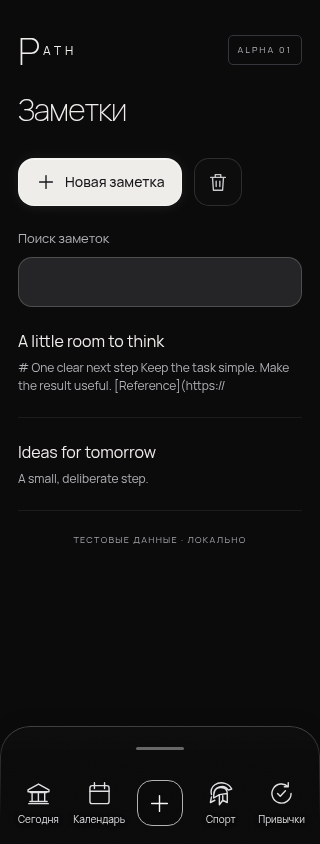 PATH
ALPHA 01
Заметки
Новая заметка
Поиск заметок
A little room to think
# One clear next step Keep the task simple. Make
the result useful. [Reference](https://
Ideas for tomorrow
A small, deliberate step.
ТЕСТОВЫЕ ДАННЫЕ · ЛОКАЛЬНО
Сегодня
Календарь
Спорт
Привычки